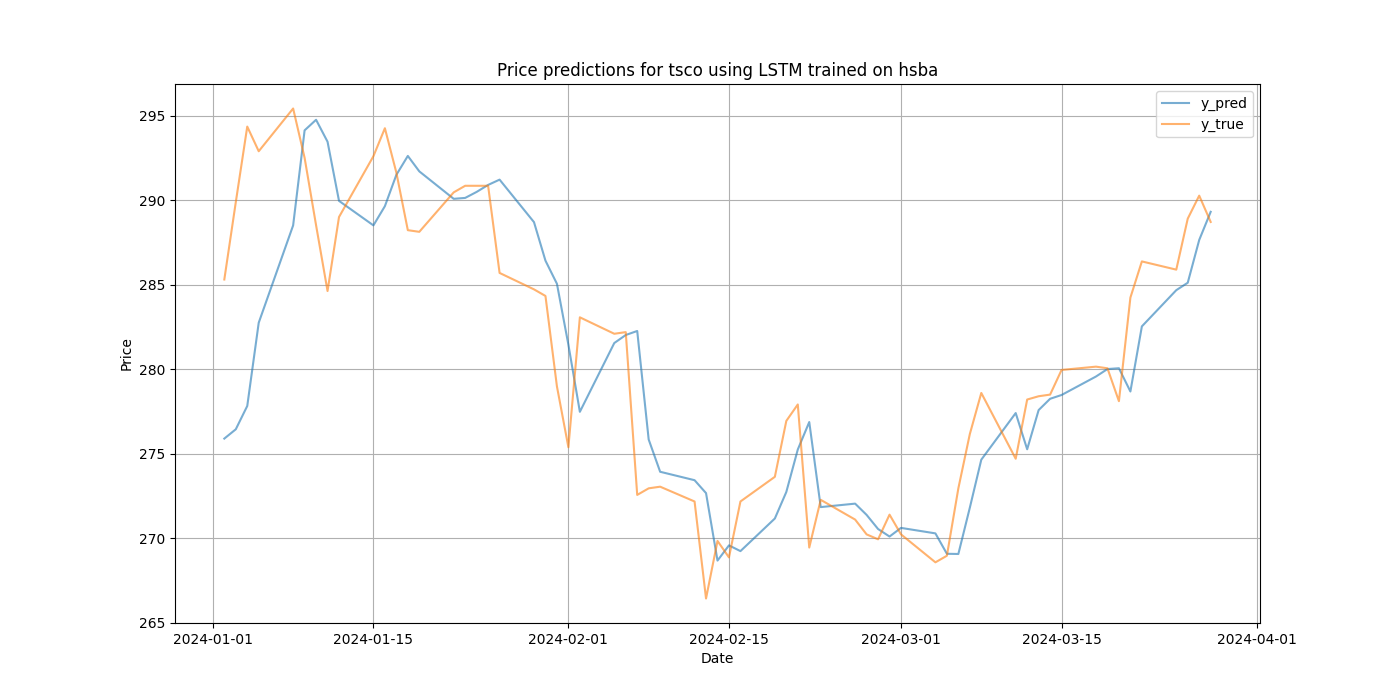 Price predictions for tsco using LSTM trained on hsba
y_pred
y_true
295
290
285
280
275
270
265
Price
2024-01-01
2024-01-15
2024-02-01
2024-02-15
2024-03-01
2024-03-15
2024-04-01
Date